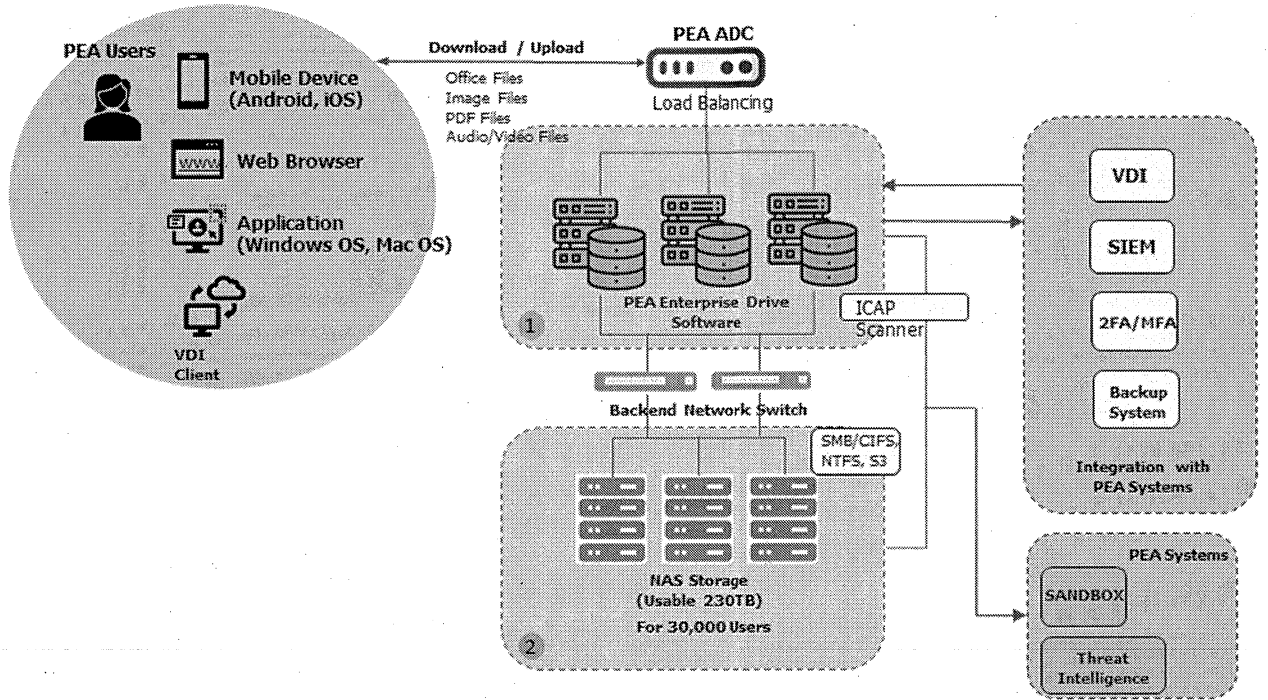 PEA Users
Mobile Device
(Android, iOS)
WWW
Web Browser
Application
(Windows OS, Mac OS)
VDI
Client
Download / Upload
Office Files
Image Files
PDF Files
Audio/Video Files
PEA ADC
Load Balancing
PEA Enterprise Drive
Software
1
ICAP
Scanner
Backend Network Switch
SMB/CIFS,
NTFS, S3
NAS Storage
(Usable 230TB)
For 30,000 Users
2
VDI
SIEM
2FA/MFA
Backup
System
Integration with
PEA Systems
PEA Systems
SANDBOX
Threat
Intelligence